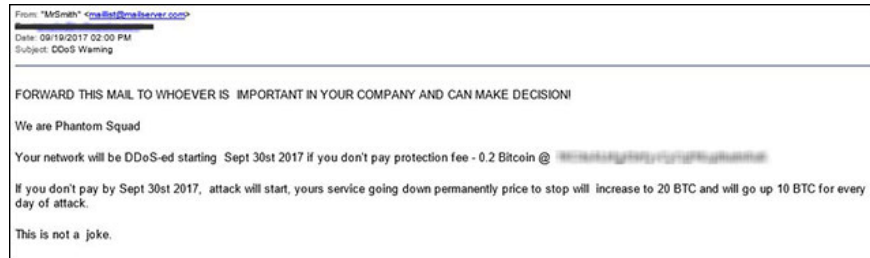 From: "MrSmith" <maillist@mailserver.com>
Date: 09/19/2017 02:00 PM
Subject: DDoS Warning
FORWARD THIS MAIL TO WHOEVER IS IMPORTANT IN YOUR COMPANY AND CAN MAKE DECISION!
We are Phantom Squad
Your network will be DDoS-ed starting Sept 30st 2017 if you don't pay protection fee - 0.2 Bitcoin @
If you don't pay by Sept 30st 2017, attack will start, yours service going down permanently price to stop will increase to 20 BTC and will go up 10 BTC for every
day of attack.
This is not a joke.